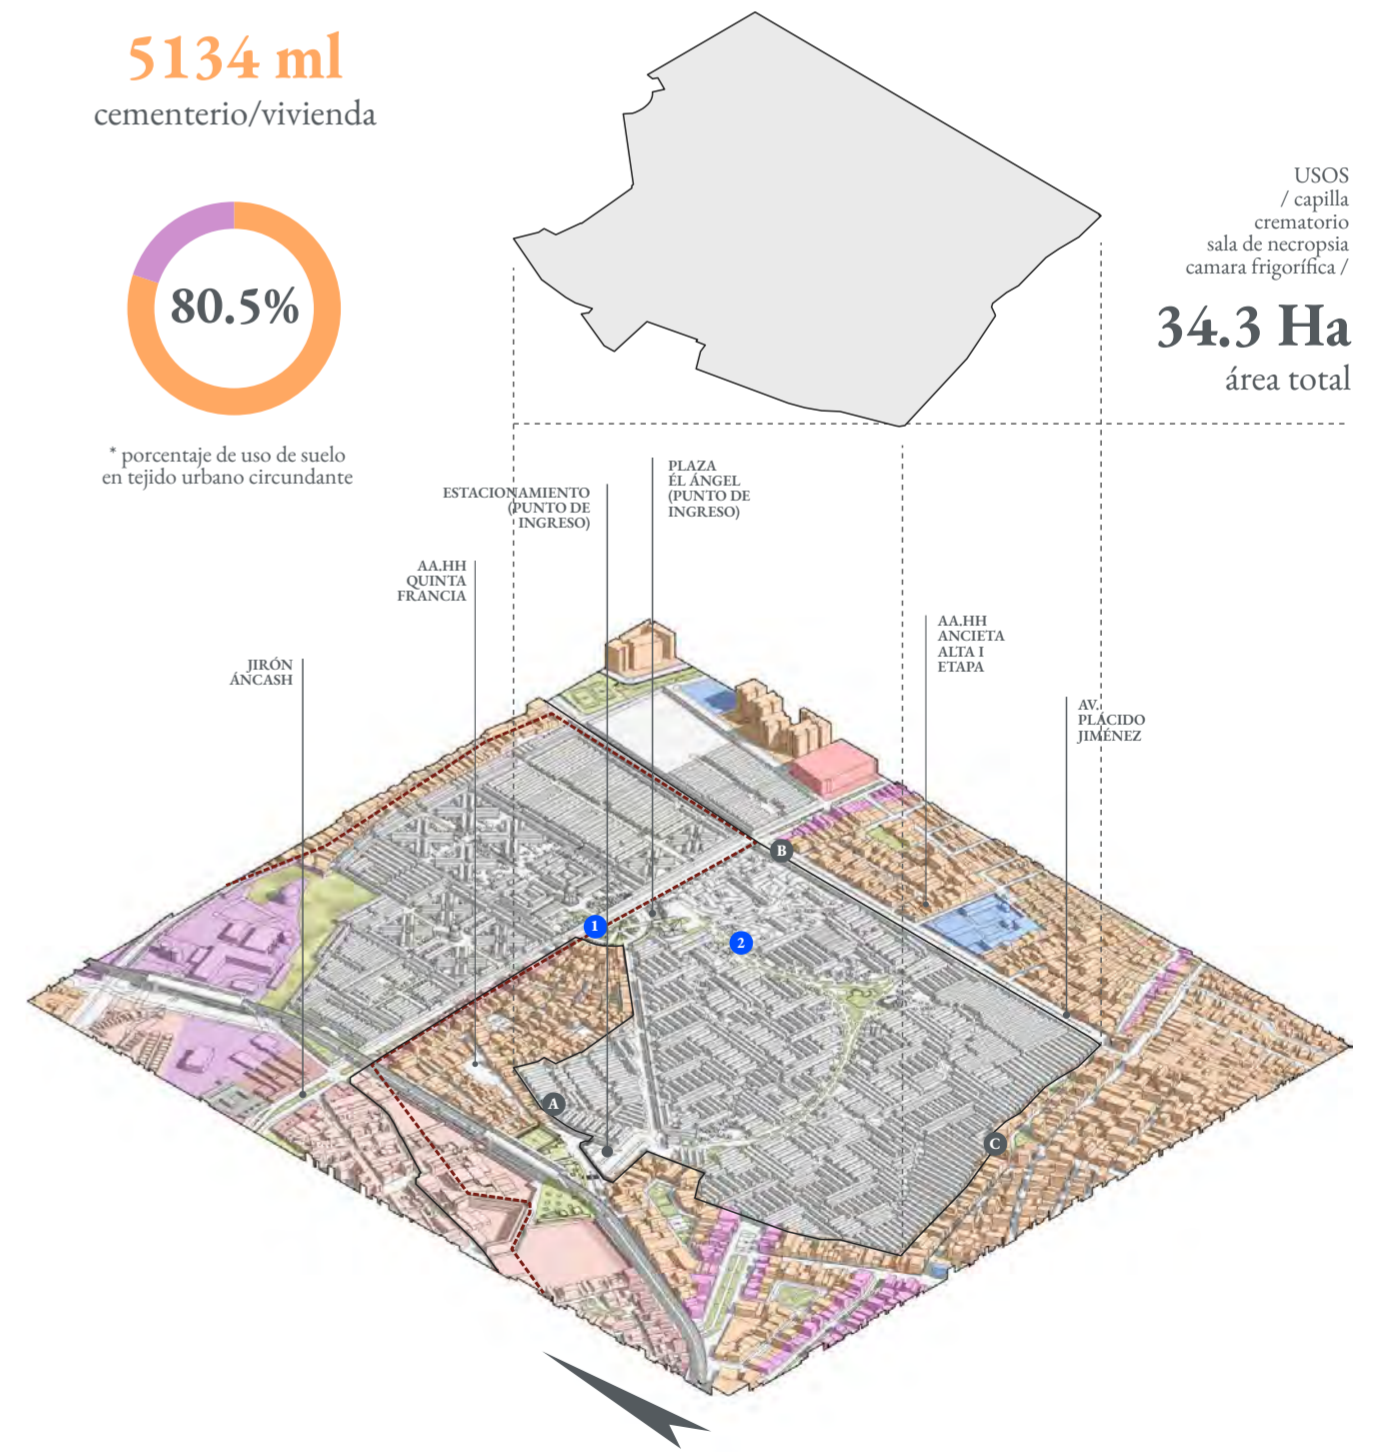 5134 ml
cementerio/vivienda
80.5%
* porcentaje de uso de suelo
en tejido urbano circundante
USOS
/ capilla
crematorio
sala de necropsia
camara frigorífica /
34.3 Ha
área total
ESTACIONAMIENTO
(PUNTO DE
INGRESO)
PLAZA
ÉL ÁNGEL
(PUNTO DE
INGRESO)
AA.HH
QUINTA
FRANCIA
JIRÓN
ÁNCASH
AA.HH
ANCIETA
ALTA I
ETAPA
AV.
PLÁCIDO
JIMÉNEZ
B
1
2
A
C